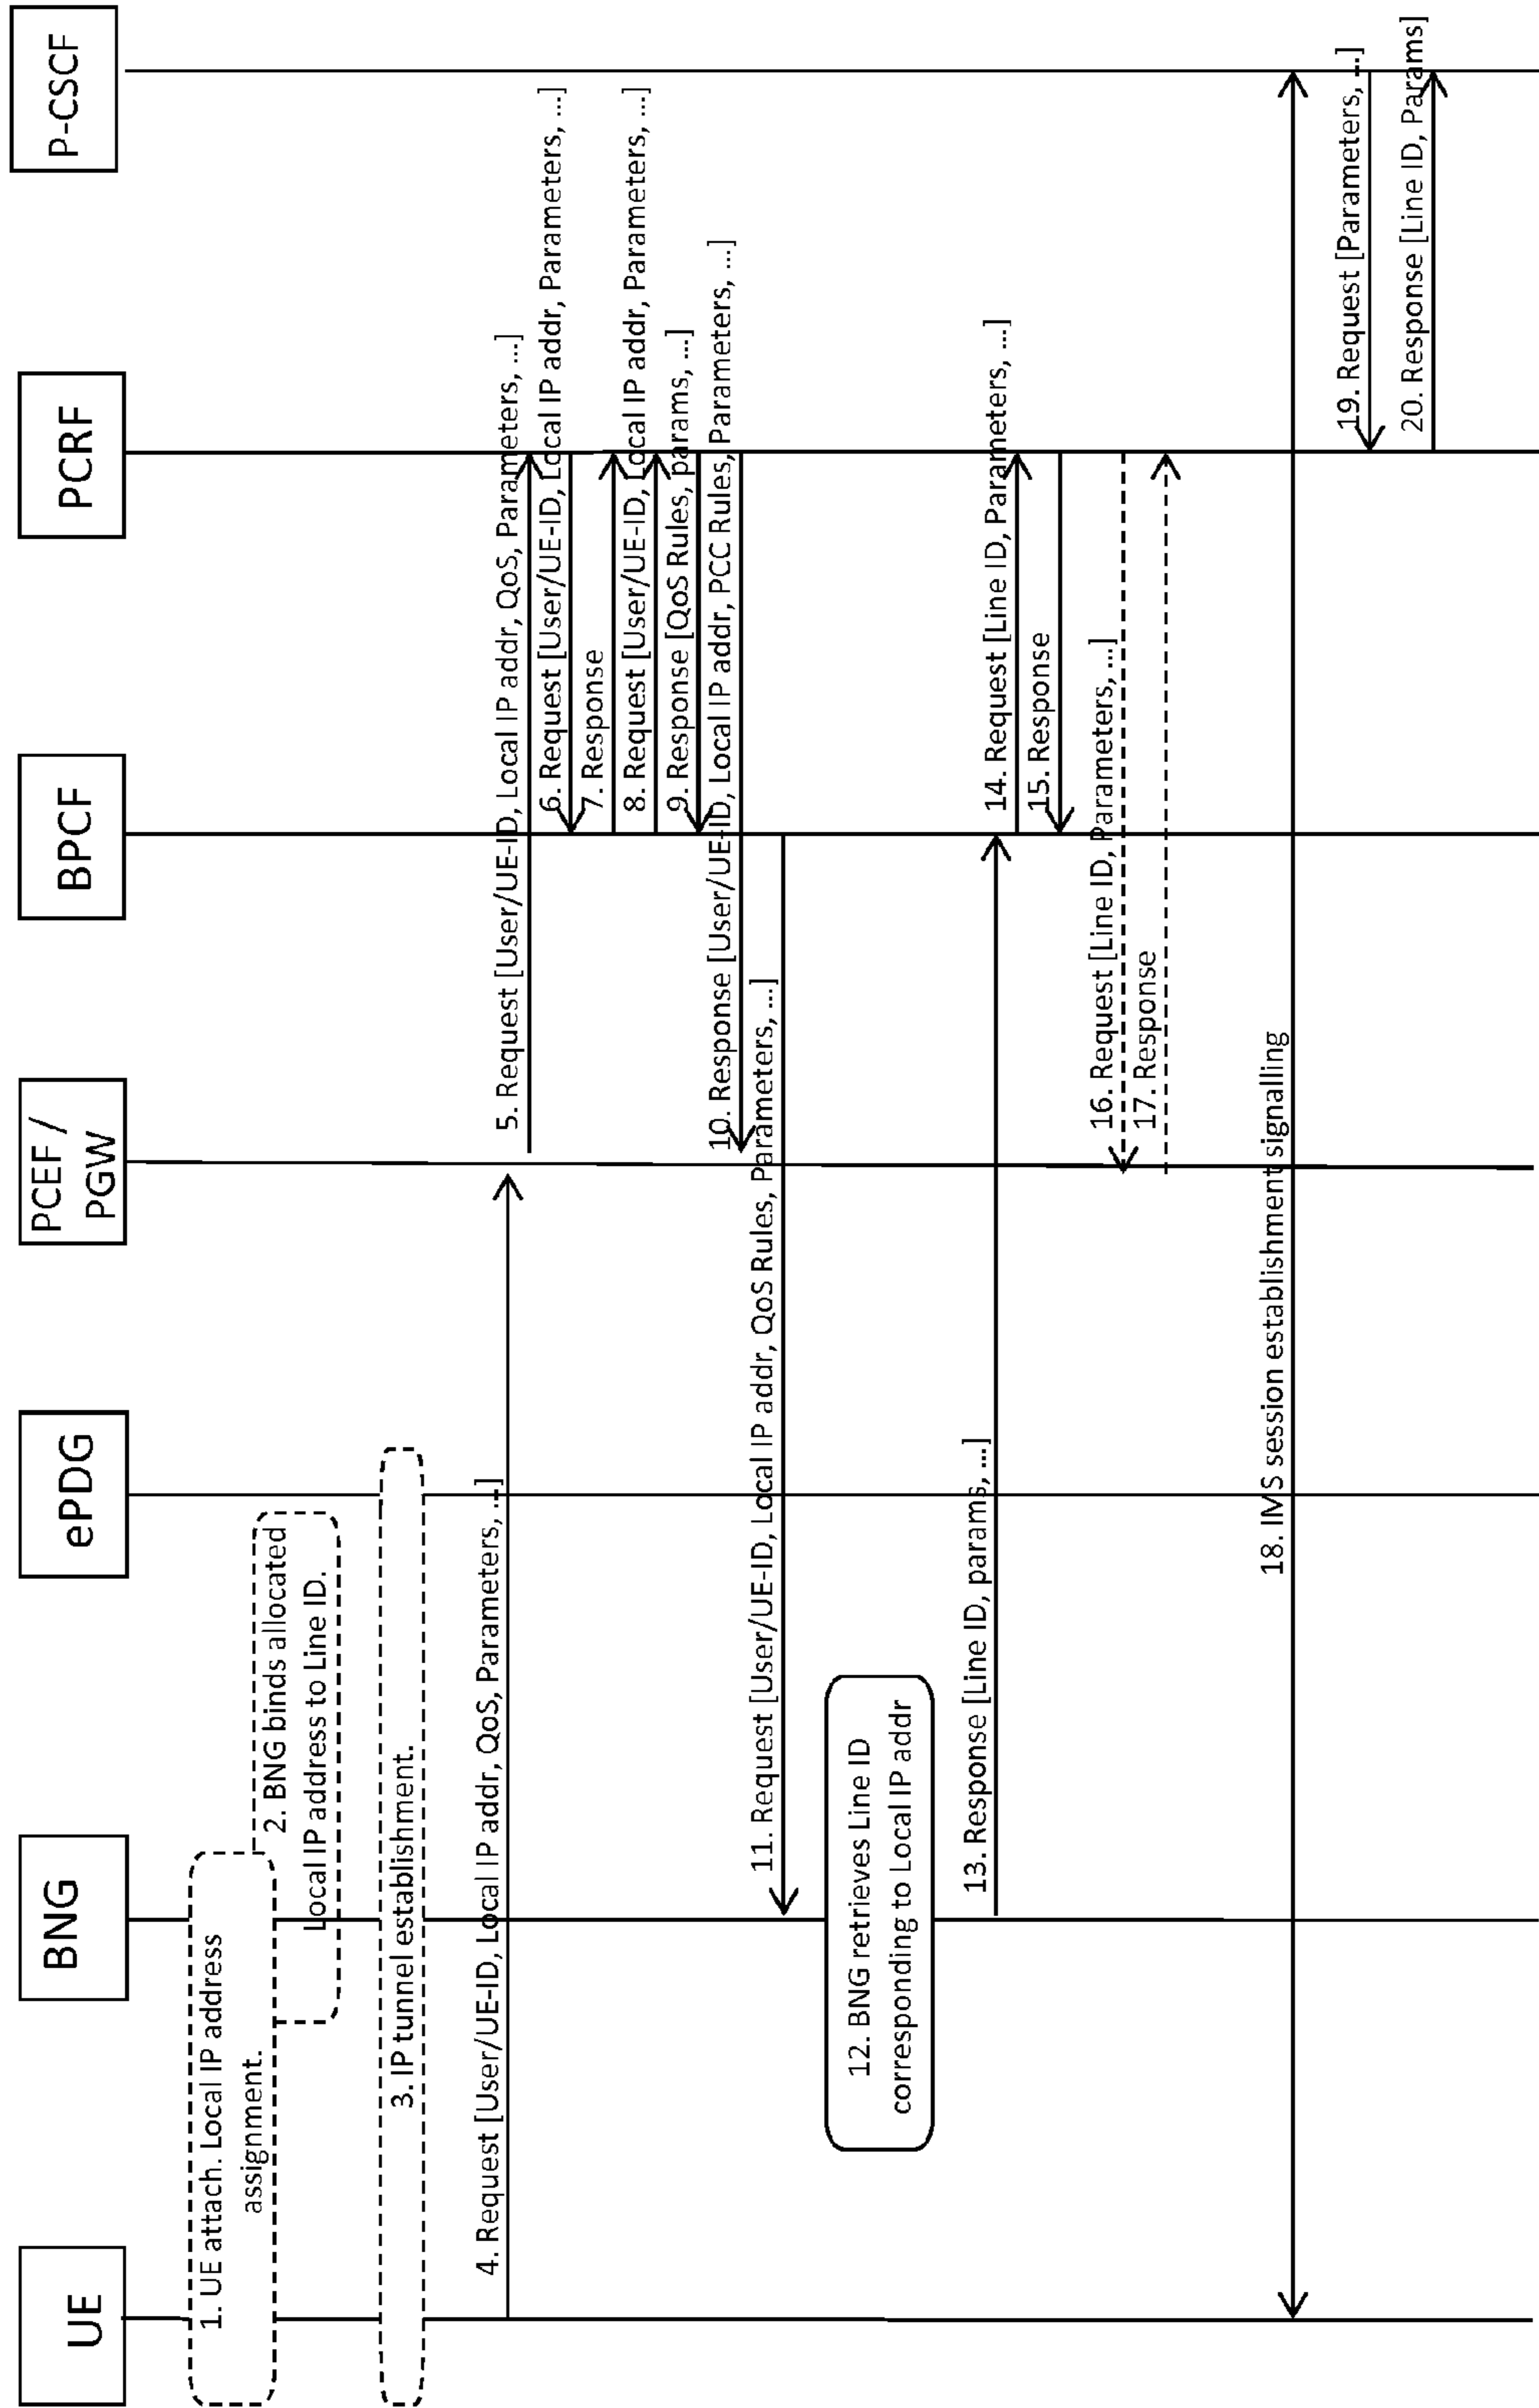 UE
BNG
ePDG
PCEF /
PGW
BPCF
PCRF
P-CSCF
1. UE attach. Local IP address
assignment.
2. BNG binds allocated
Local IP address to Line ID.
3. IP tunnel establishment.
4. Request [User/UE-ID, Local IP addr, QoS, Parameters, ...]
5. Request [User/UE-ID, Local IP addr, QoS, Parameters, ...]
6. Request [User/UE-ID, Local IP addr, Parameters, ...]
7. Response
8. Request [User/UE-ID, Local IP addr, Parameters, ...]
9. Response [QoS Rules, params, ...]
10. Response [User/UE-ID, Local IP addr, PCC Rules, Parameters, ...]
11. Request [User/UE-ID, Local IP addr, QoS Rules, Parameters, ...]
12. BNG retrieves Line ID
corresponding to Local IP addr
13. Response [Line ID, params, ...]
14. Request [Line ID, Parameters, ...]
15. Response
16. Request [Line ID, Parameters, ...]
17. Response
18. IMS session establishment signalling
19. Request [Parameters, ...]
20. Response [Line ID, Params]